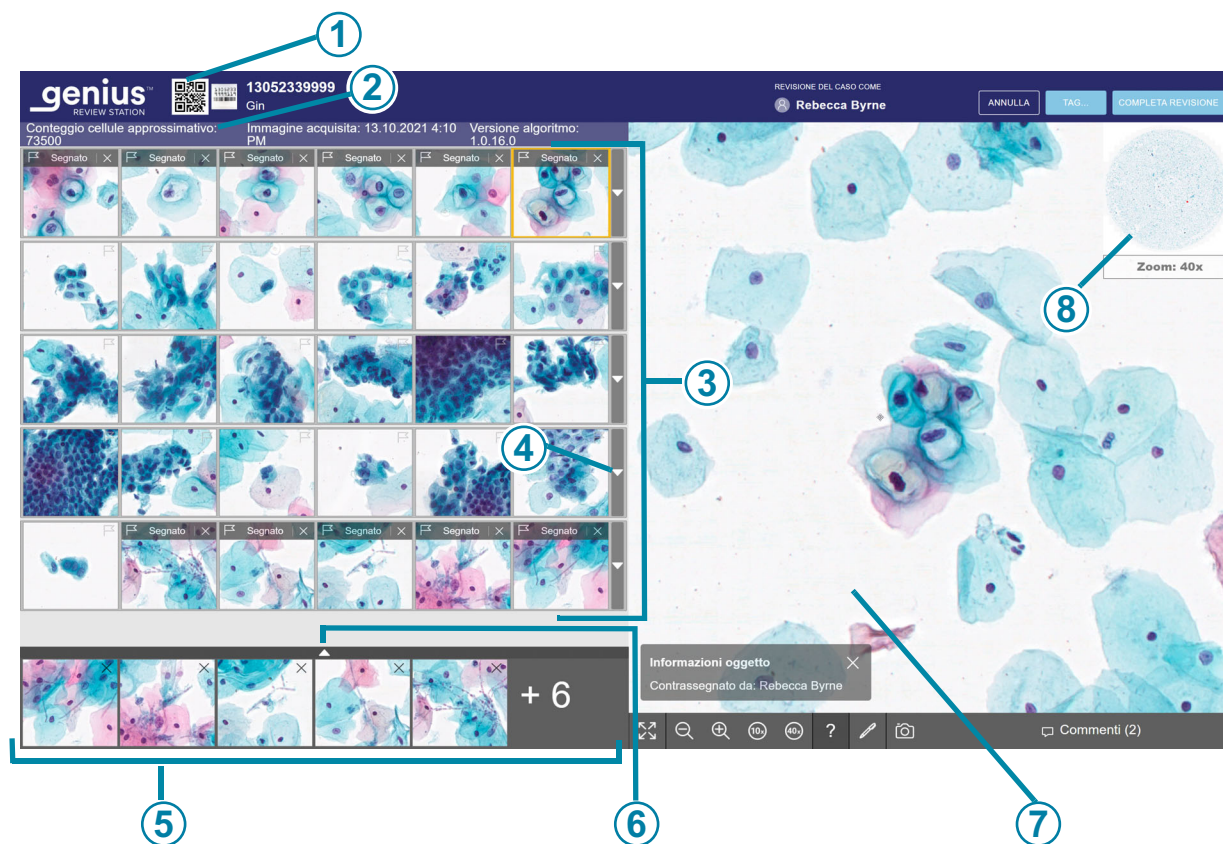 1
2
genius™
REVIEW STATION
13052339999
Gin
REVISIONE DEL CASO COME
Rebecca Byrne
ANNULLA
TAG...
COMPLETA REVISIONE
Conteggio cellule approssimativo:
73500
Immagine acquisita: 13.10.2021 4:10
PM
Versione algoritmo:
1.0.16.0
Segnato
Segnato
Segnato
Segnato
Segnato
Segnato
Zoom: 40x
8
3
4
Segnato
Segnato
Segnato
Segnato
Segnato
+ 6
Informazioni oggetto
Contrassegnato da: Rebecca Byrne
10x
40x
?
Commenti (2)
5
6
7